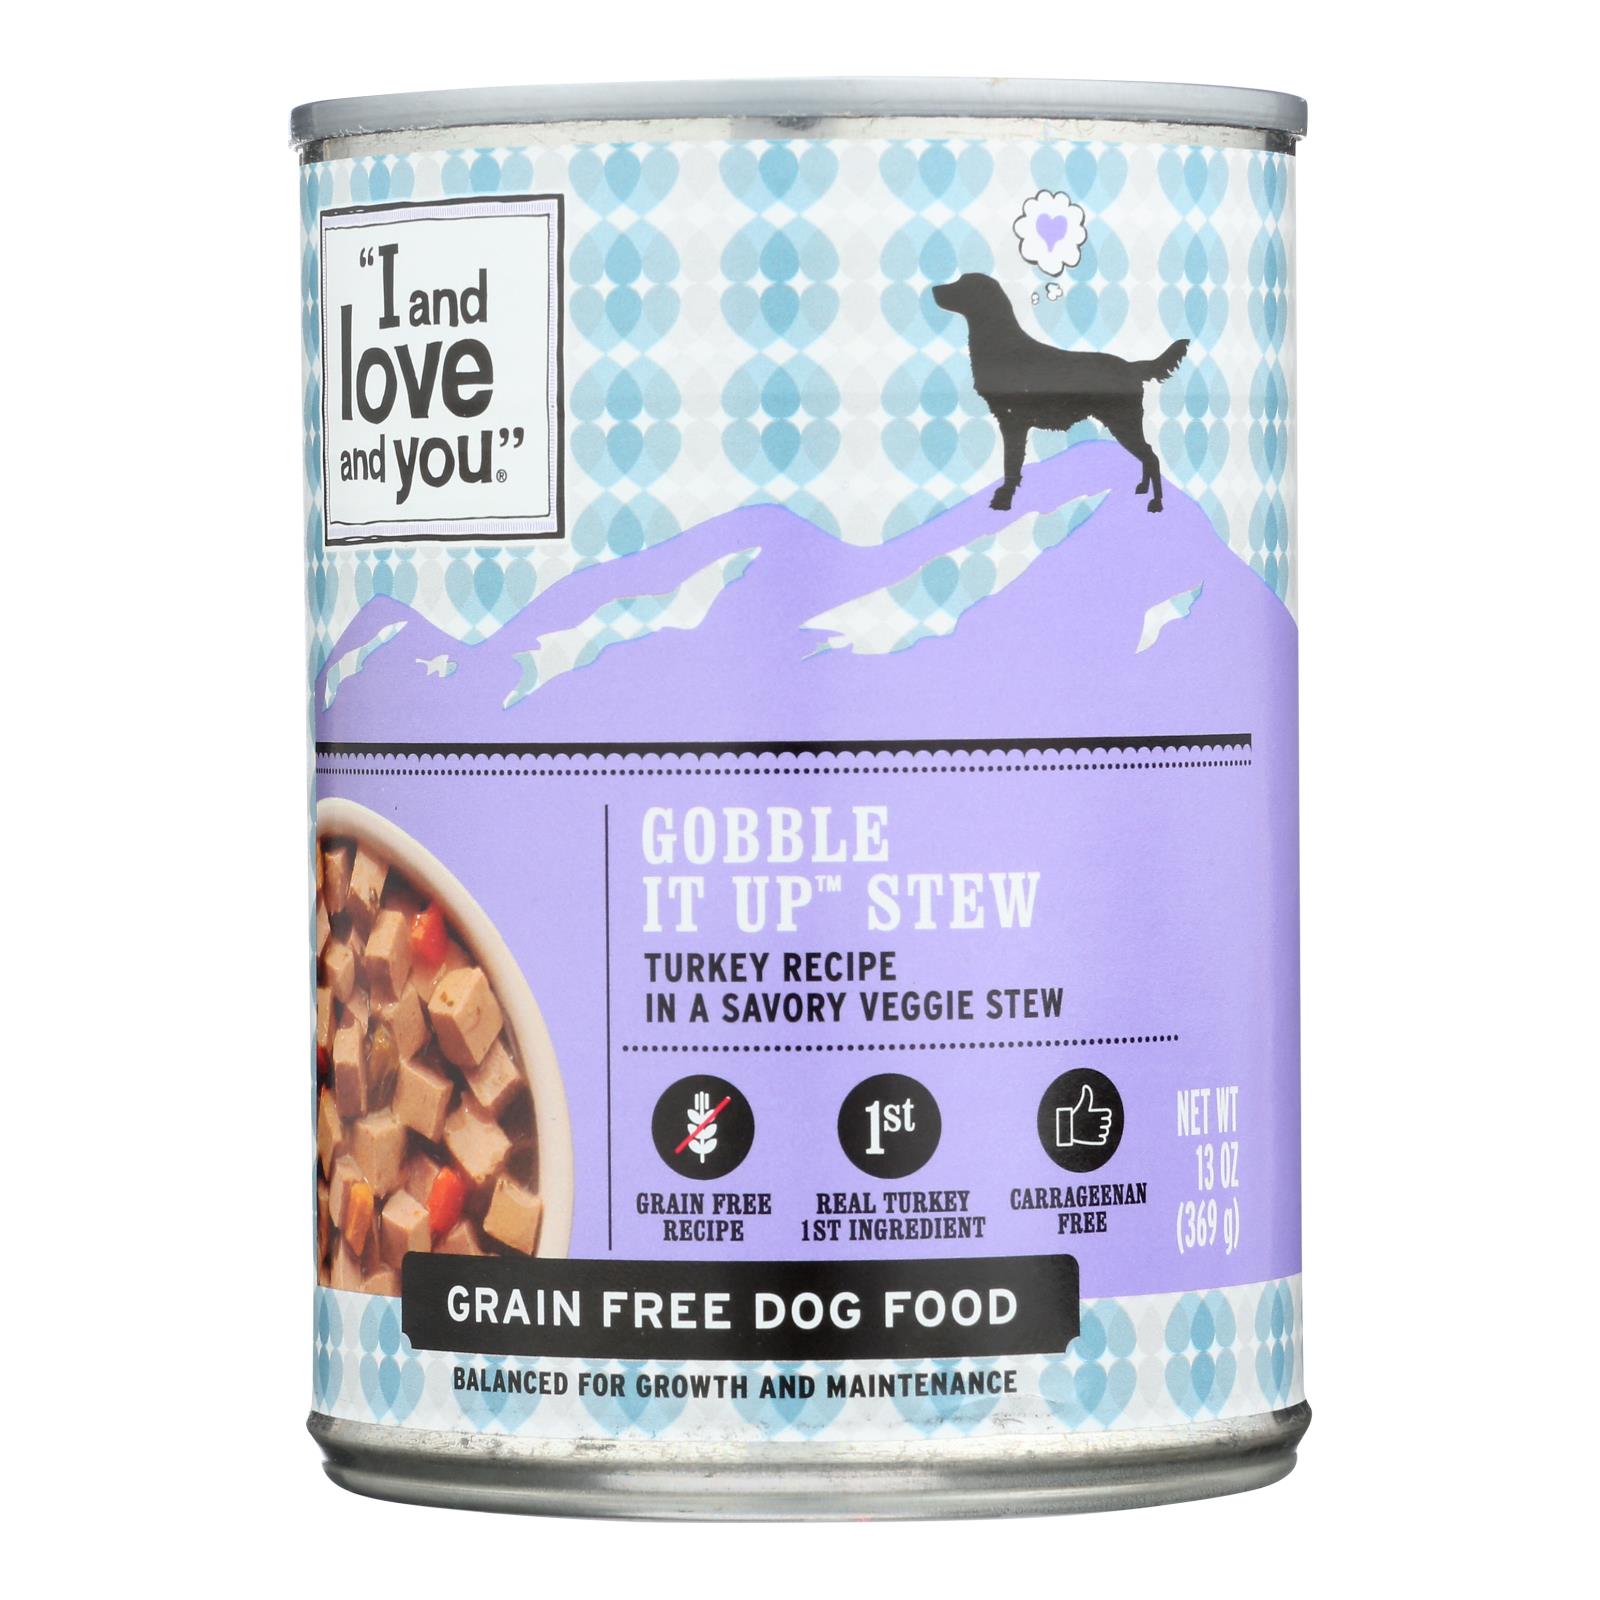 “I and
love
and you”®
GOBBLE
IT UP™ STEW
TURKEY RECIPE
IN A SAVORY VEGGIE STEW
GRAIN FREE
RECIPE
1st
REAL TURKEY
1ST INGREDIENT
CARRAGEENAN
FREE
NET WT
13 OZ
(369 g)
GRAIN FREE DOG FOOD
BALANCED FOR GROWTH AND MAINTENANCE